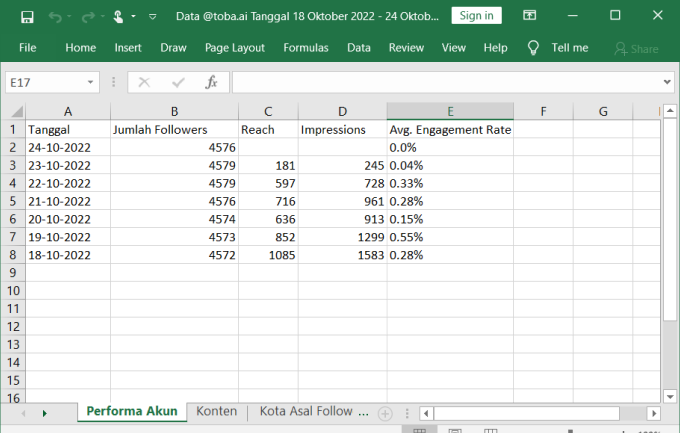 Data @toba.ai Tanggal 18 Oktober 2022 - 24 Oktob... Sign in
File Home Insert Draw Page Layout Formulas Data Review View Help Tell me Share
E17 fx
A B C D E F G
1 Tanggal Jumlah Followers Reach Impressions Avg. Engagement Rate
2 24-10-2022 4576 0.0%
3 23-10-2022 4579 181 245 0.04%
4 22-10-2022 4579 597 728 0.33%
5 21-10-2022 4576 716 961 0.28%
6 20-10-2022 4574 636 913 0.15%
7 19-10-2022 4573 852 1299 0.55%
8 18-10-2022 4572 1085 1583 0.28%
9
10
11
12
13
14
15
16
Performa Akun Konten Kota Asal Follow ...